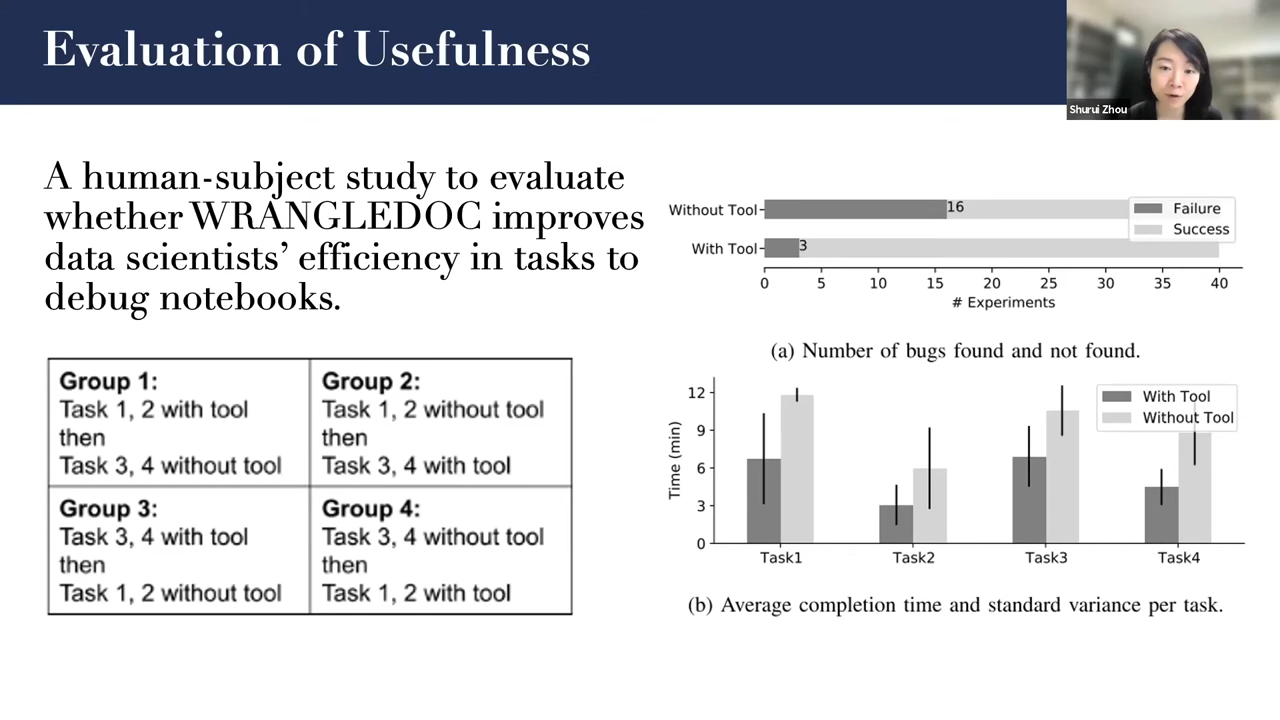 Evaluation of Usefulness
Shurui Zhou
A human-subject study to evaluate
whether WRANGLEDOC improves
data scientists’ efficiency in tasks to
debug notebooks.
Group 1:
Task 1, 2 with tool
then
Task 3, 4 without tool
Group 2:
Task 1, 2 without tool
then
Task 3, 4 with tool
Group 3:
Task 3, 4 with tool
then
Task 1, 2 without tool
Group 4:
Task 3, 4 without tool
then
Task 1, 2 with tool
Without Tool
16
With Tool
3
Failure
Success
0 5 10 15 20 25 30 35 40
# Experiments
(a) Number of bugs found and not found.
Time (min)
12
9
6
3
0
With Tool
Without Tool
Task1 Task2 Task3 Task4
(b) Average completion time and standard variance per task.